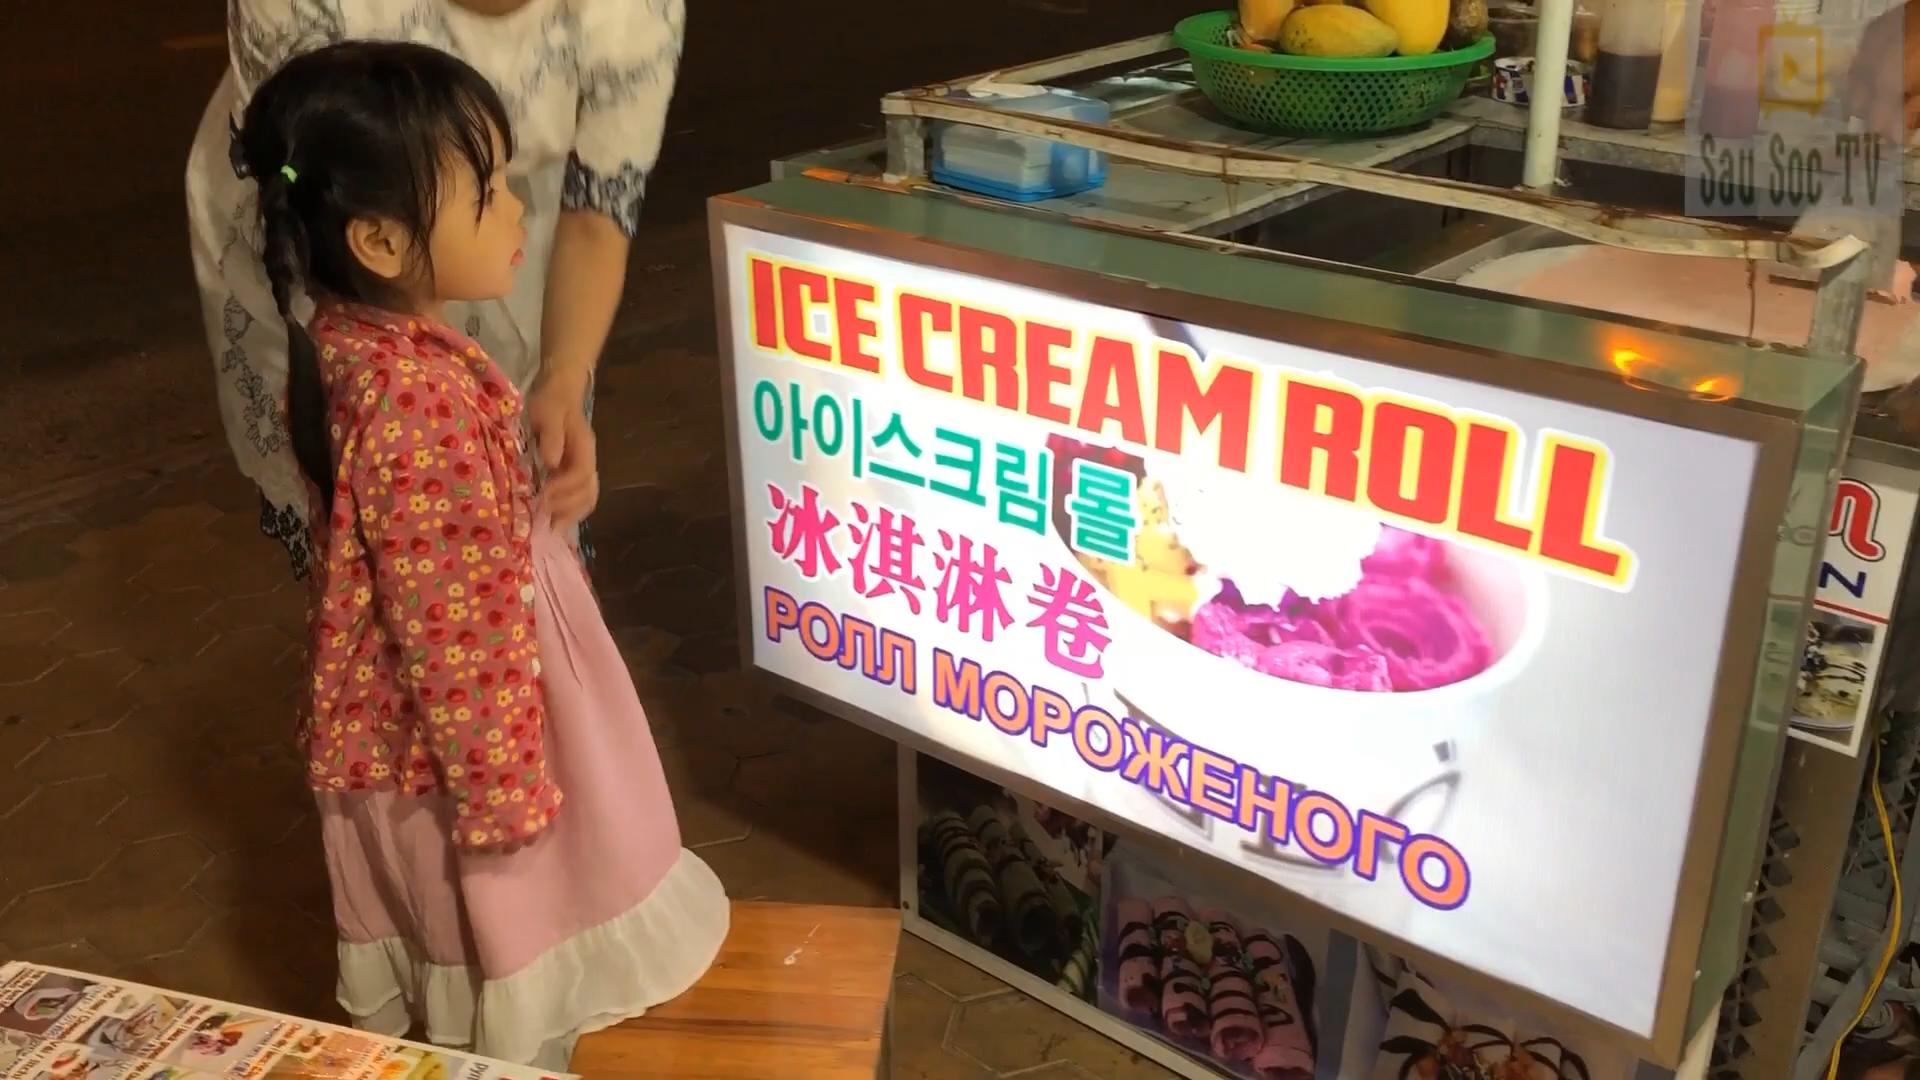 ICE CREAM ROLL
아이스크림 롤
冰淇淋卷
РОЛЛ МОРОЖЕНОГО
Sau Soc TV